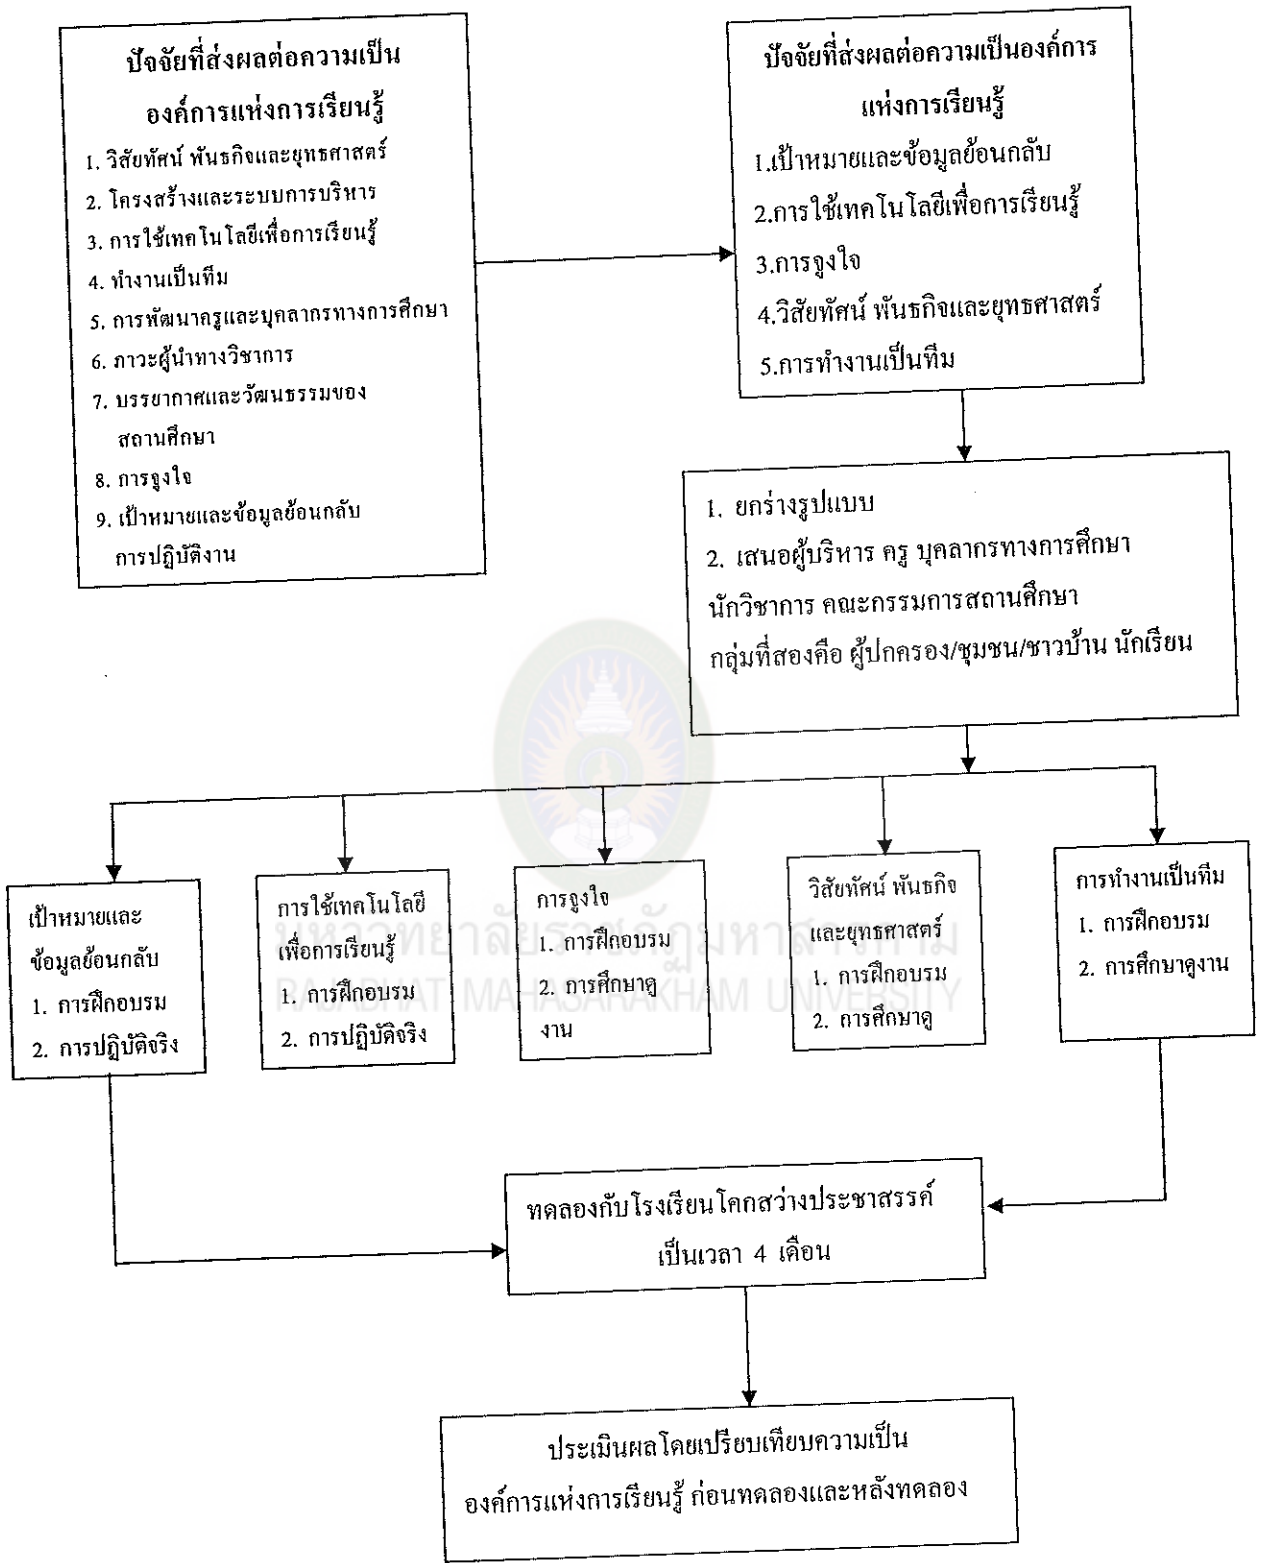 ปัจจัยที่ส่งผลต่อความเป็น
องค์การแห่งการเรียนรู้
1. วิสัยทัศน์ พันธกิจและยุทธศาสตร์
2. โครงสร้างและระบบการบริหาร
3. การใช้เทคโนโลยีเพื่อการเรียนรู้
4. ทำงานเป็นทีม
5. การพัฒนาครูและบุคลากรทางการศึกษา
6. ภาวะผู้นำทางวิชาการ
7. บรรยากาศและวัฒนธรรมของ
สถานศึกษา
8. การจูงใจ
9. เป้าหมายและข้อมูลย้อนกลับ
การปฏิบัติงาน
ปัจจัยที่ส่งผลต่อความเป็นองค์การ
แห่งการเรียนรู้
1.เป้าหมายและข้อมูลย้อนกลับ
2.การใช้เทคโนโลยีเพื่อการเรียนรู้
3.การจูงใจ
4.วิสัยทัศน์ พันธกิจและยุทธศาสตร์
5.การทำงานเป็นทีม
1. ยกร่างรูปแบบ
2. เสนอผู้บริหาร ครู บุคลากรทางการศึกษา
นักวิชาการ คณะกรรมการสถานศึกษา
กลุ่มที่สองคือ ผู้ปกครอง/ชุมชน/ชาวบ้าน นักเรียน
เป้าหมายและ
ข้อมูลย้อนกลับ
1. การฝึกอบรม
2. การปฏิบัติจริง
การใช้เทคโนโลยี
เพื่อการเรียนรู้
1. การฝึกอบรม
2. การปฏิบัติจริง
การจูงใจ
1. การฝึกอบรม
2. การศึกษาดู
งาน
วิสัยทัศน์ พันธกิจ
และยุทธศาสตร์
1. การฝึกอบรม
2. การศึกษาดู
การทำงานเป็นทีม
1. การฝึกอบรม
2. การศึกษาดูงาน
มหาวิทยาลัยราชภัฏมหาสารคาม
RAJABHAT MAHASARAKHAM UNIVERSITY
ทดลองกับโรงเรียนโคกสว่างประชาสรรค์
เป็นเวลา 4 เดือน
ประเมินผลโดยเปรียบเทียบความเป็น
องค์การแห่งการเรียนรู้ ก่อนทดลองและหลังทดลอง